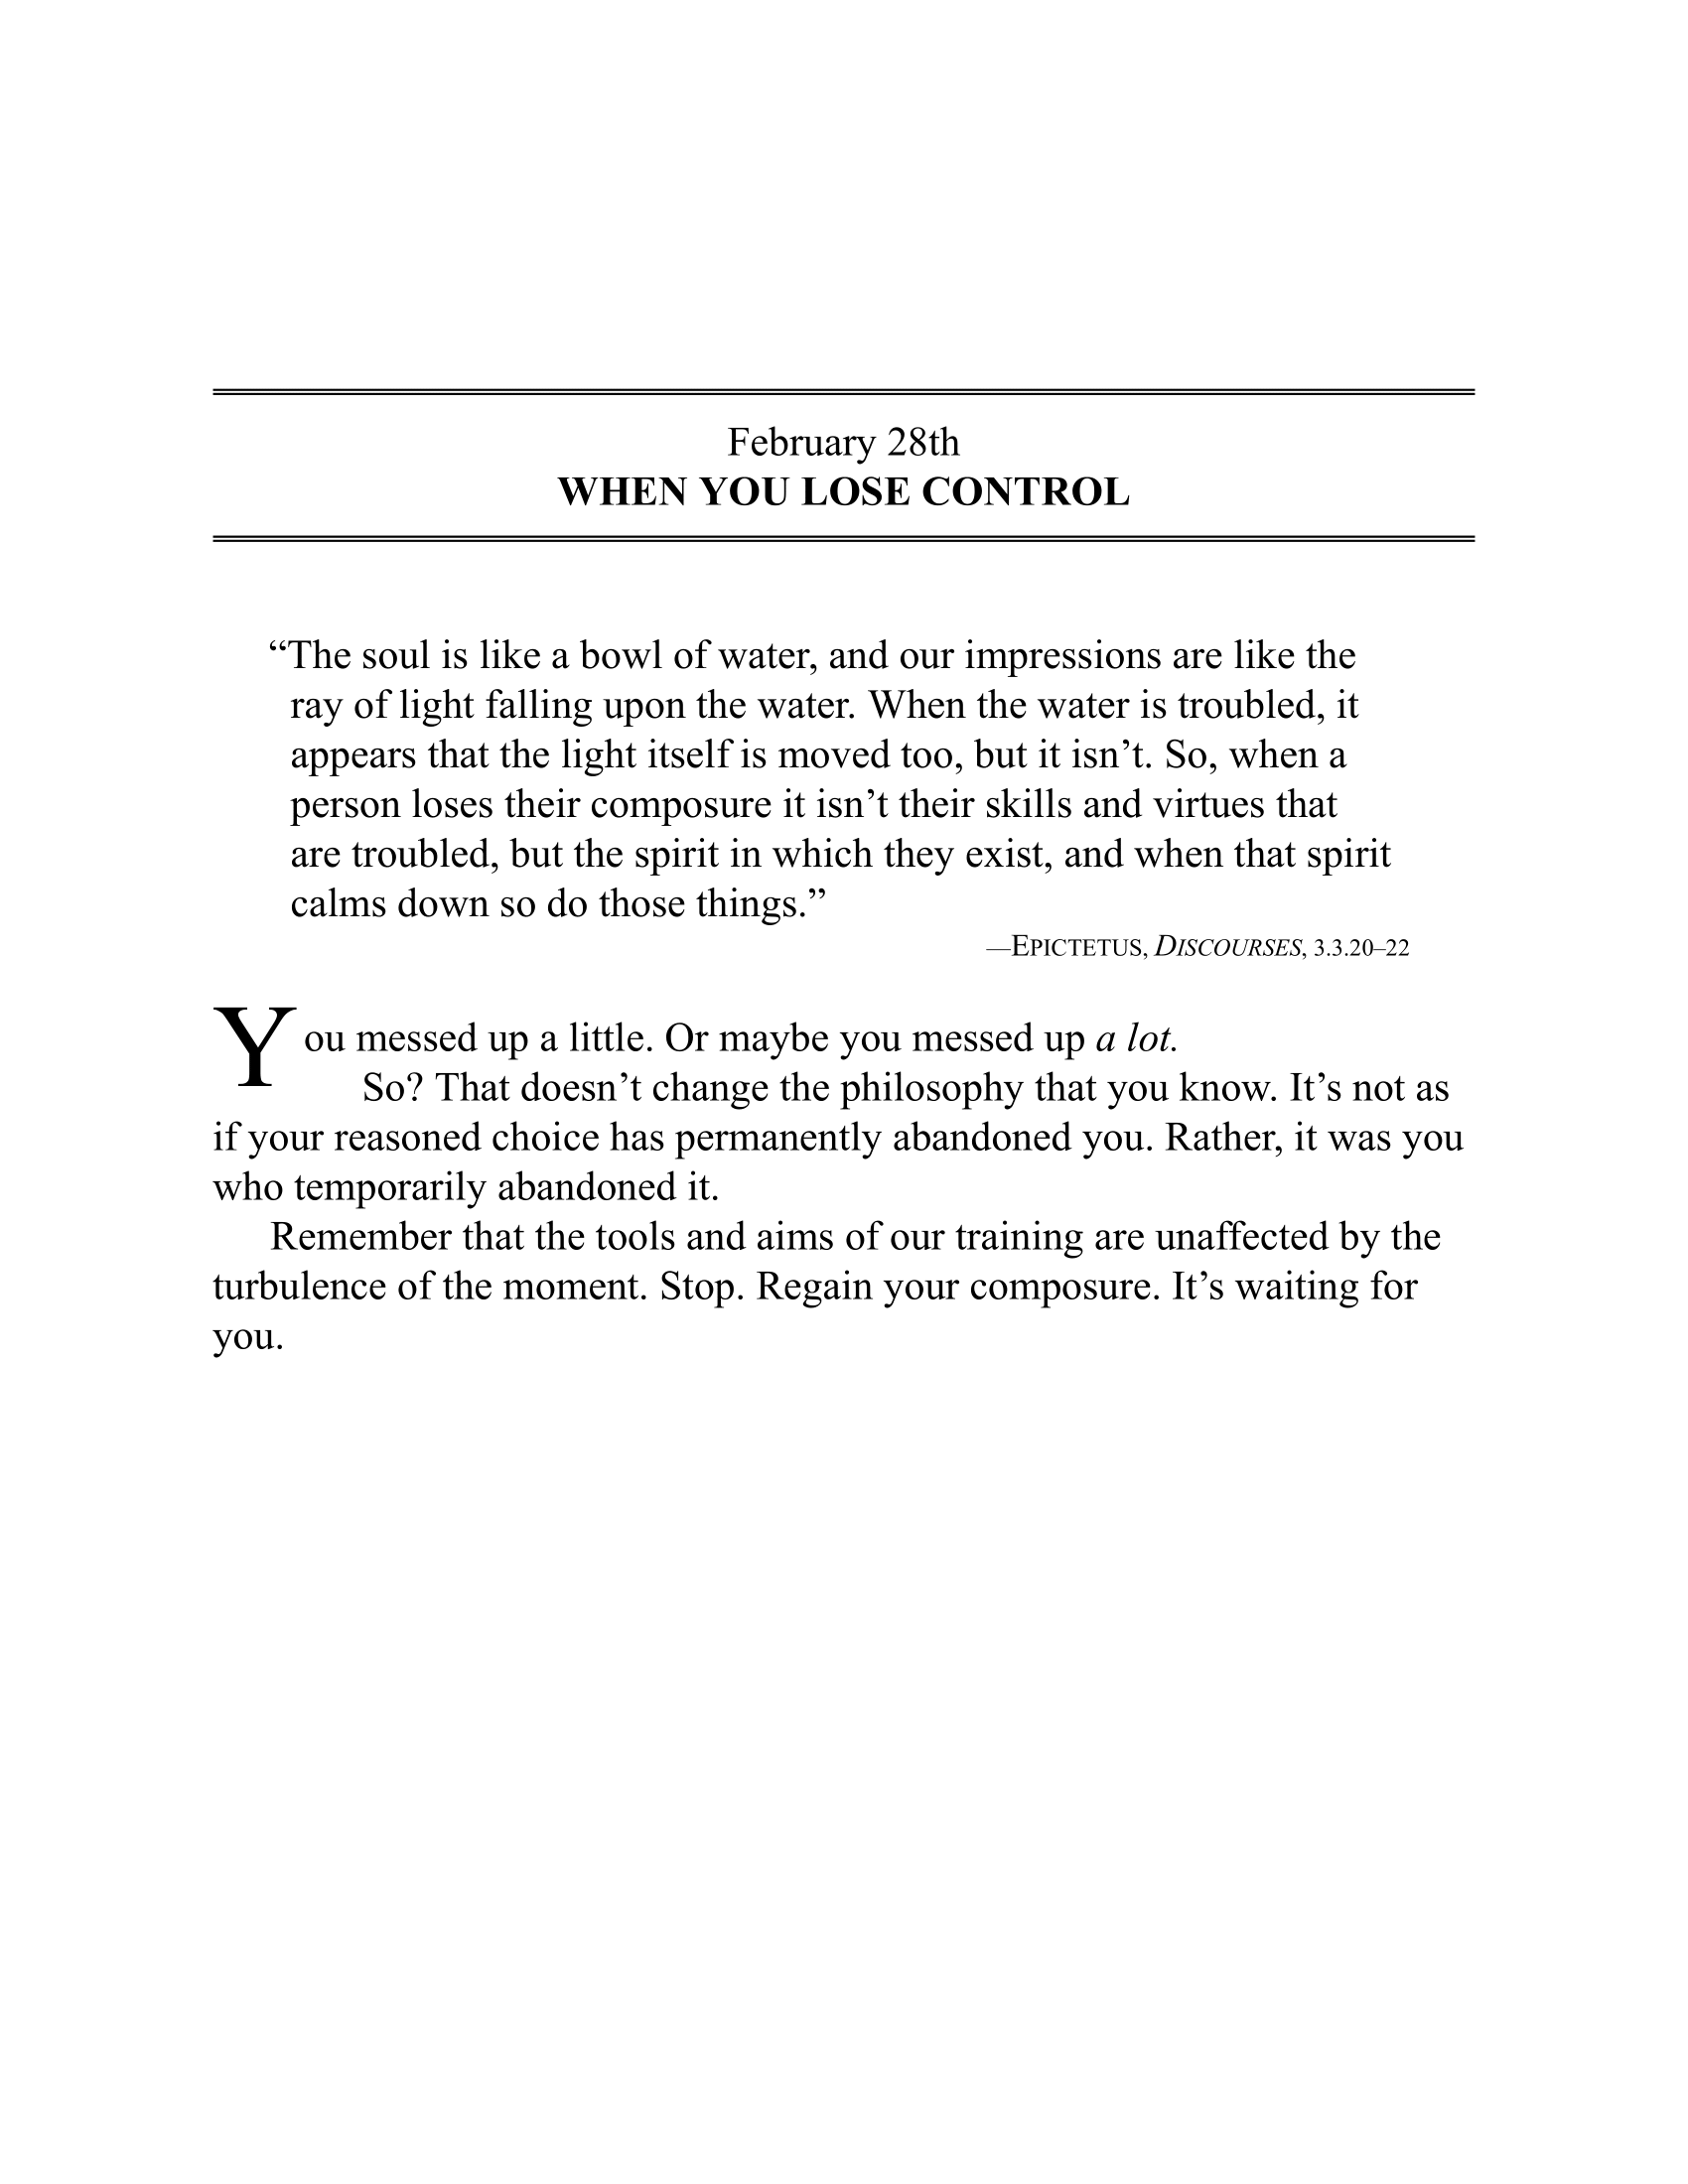 February 28th
WHEN YOU LOSE CONTROL
“The soul is like a bowl of water, and our impressions are like the
ray of light falling upon the water. When the water is troubled, it
appears that the light itself is moved too, but it isn’t. So, when a
person loses their composure it isn’t their skills and virtues that
are troubled, but the spirit in which they exist, and when that spirit
calms down so do those things.”
—EPICTETUS, DISCOURSES, 3.3.20–22
You messed up a little. Or maybe you messed up a lot.
So? That doesn’t change the philosophy that you know. It’s not as
if your reasoned choice has permanently abandoned you. Rather, it was you
who temporarily abandoned it.
Remember that the tools and aims of our training are unaffected by the
turbulence of the moment. Stop. Regain your composure. It’s waiting for
you.